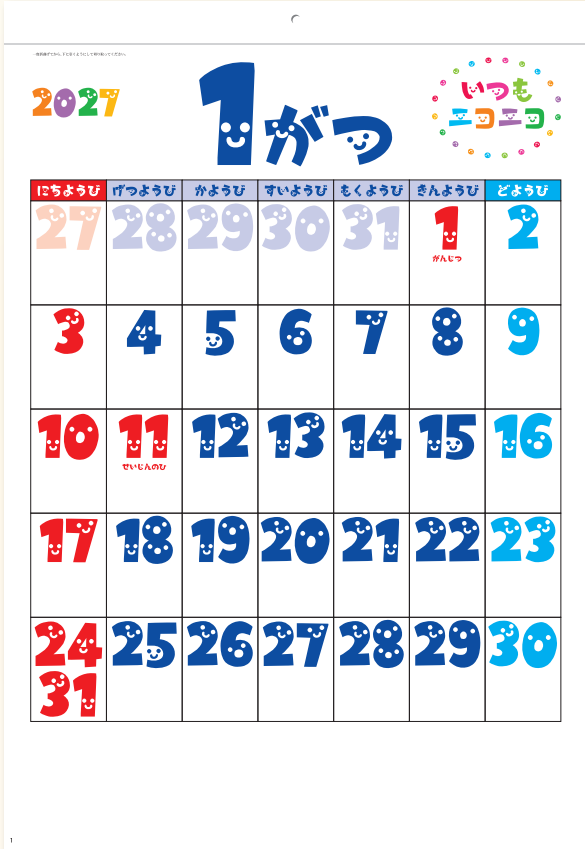 2027
1がつ
いつも
ニコニコ
にちようび げつようび かようび すいようび もくようび きんようび どようび
27 28 29 30 31 1 2
がんじつ
3 4 5 6 7 8 9
10 11 12 13 14 15 16
せいじんのひ
17 18 19 20 21 22 23
24 25 26 27 28 29 30
31
1